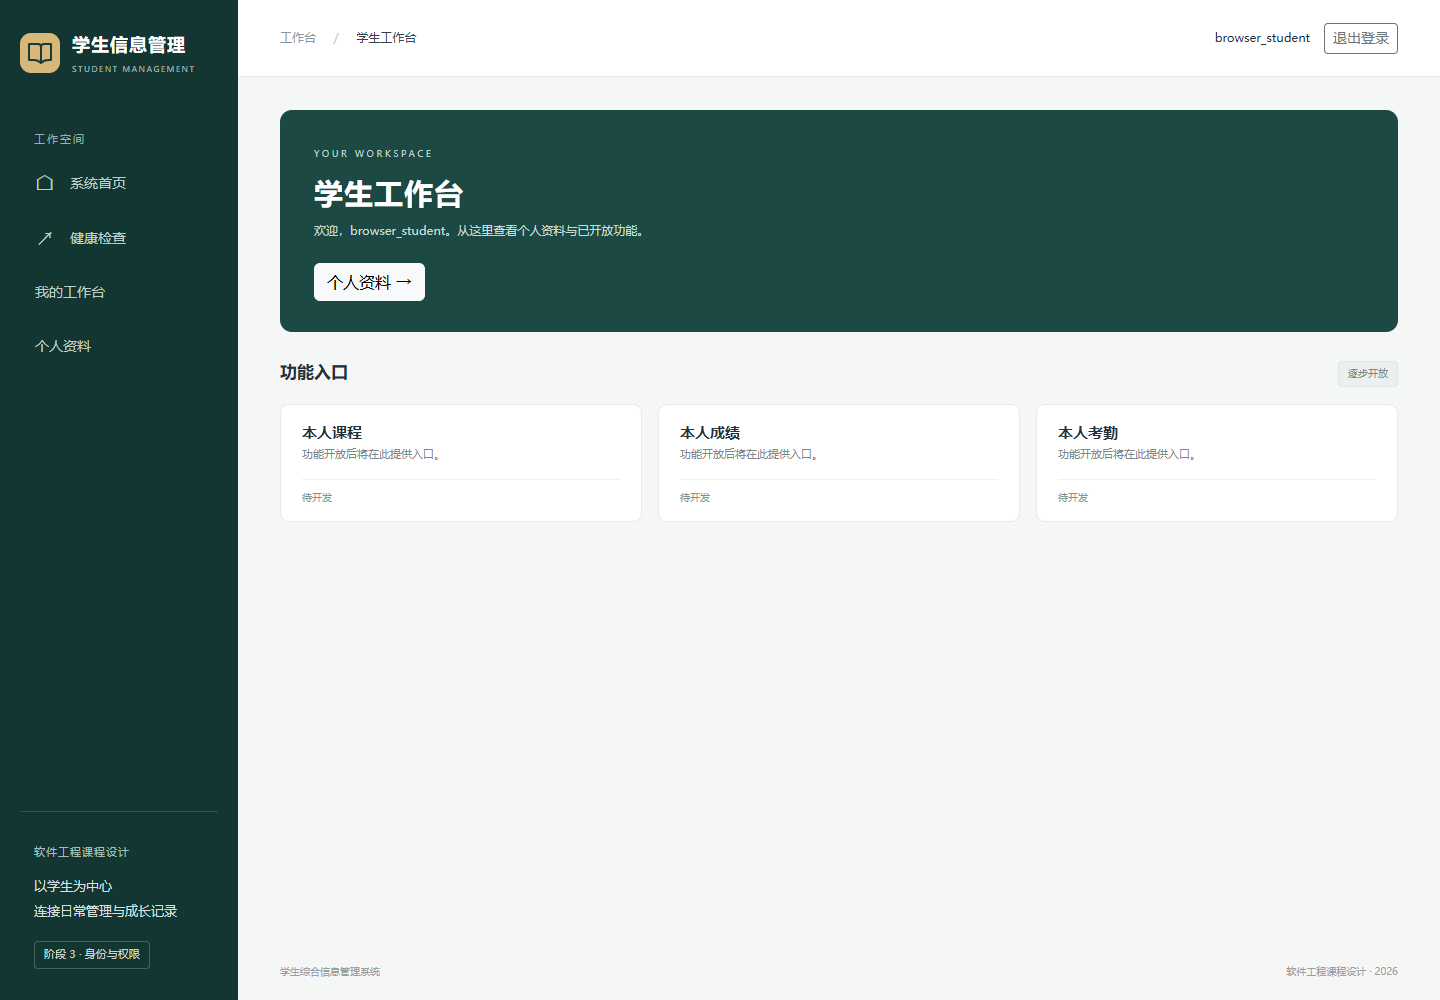 学生信息管理
STUDENT MANAGEMENT
工作空间
系统首页
健康检查
我的工作台
个人资料
软件工程课程设计
以学生为中心
连接日常管理与成长记录
阶段 3 · 身份与权限
工作台 / 学生工作台
browser_student 退出登录
YOUR WORKSPACE
学生工作台
欢迎，browser_student。从这里查看个人资料与已开放功能。
个人资料 →
功能入口
逐步开放
本人课程
功能开放后将在此提供入口。
待开发
本人成绩
功能开放后将在此提供入口。
待开发
本人考勤
功能开放后将在此提供入口。
待开发
学生综合信息管理系统
软件工程课程设计 · 2026